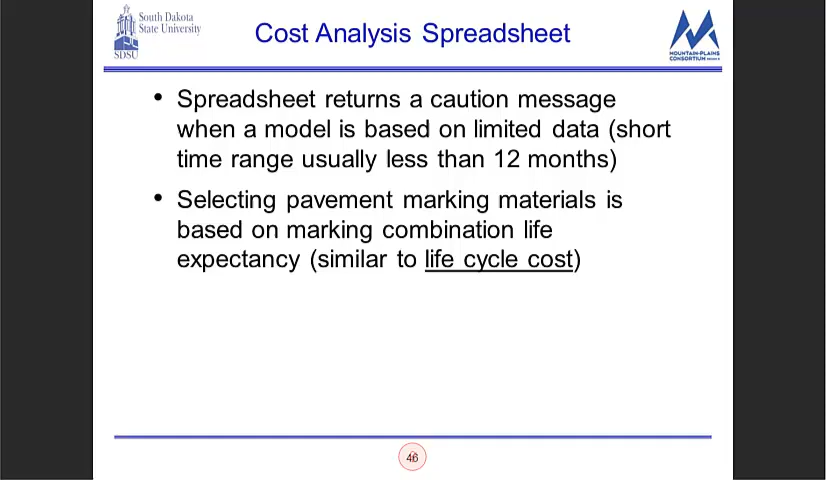 South Dakota
State University
SDSU
Cost Analysis Spreadsheet
MOUNTAIN-PLAINS
CONSORTIUM
• Spreadsheet returns a caution message
when a model is based on limited data (short
time range usually less than 12 months)
• Selecting pavement marking materials is
based on marking combination life
expectancy (similar to life cycle cost)
46